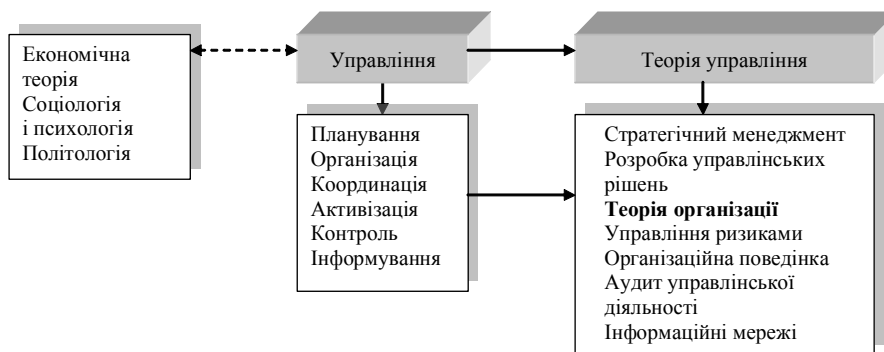 Економічна
теорія
Соціологія
і психологія
Політологія
Управління
Планування
Організація
Координація
Активізація
Контроль
Інформування
Теорія управління
Стратегічний менеджмент
Розробка управлінських
рішень
Теорія організації
Управління ризиками
Організаційна поведінка
Аудит управлінської
діяльності
Інформаційні мережі